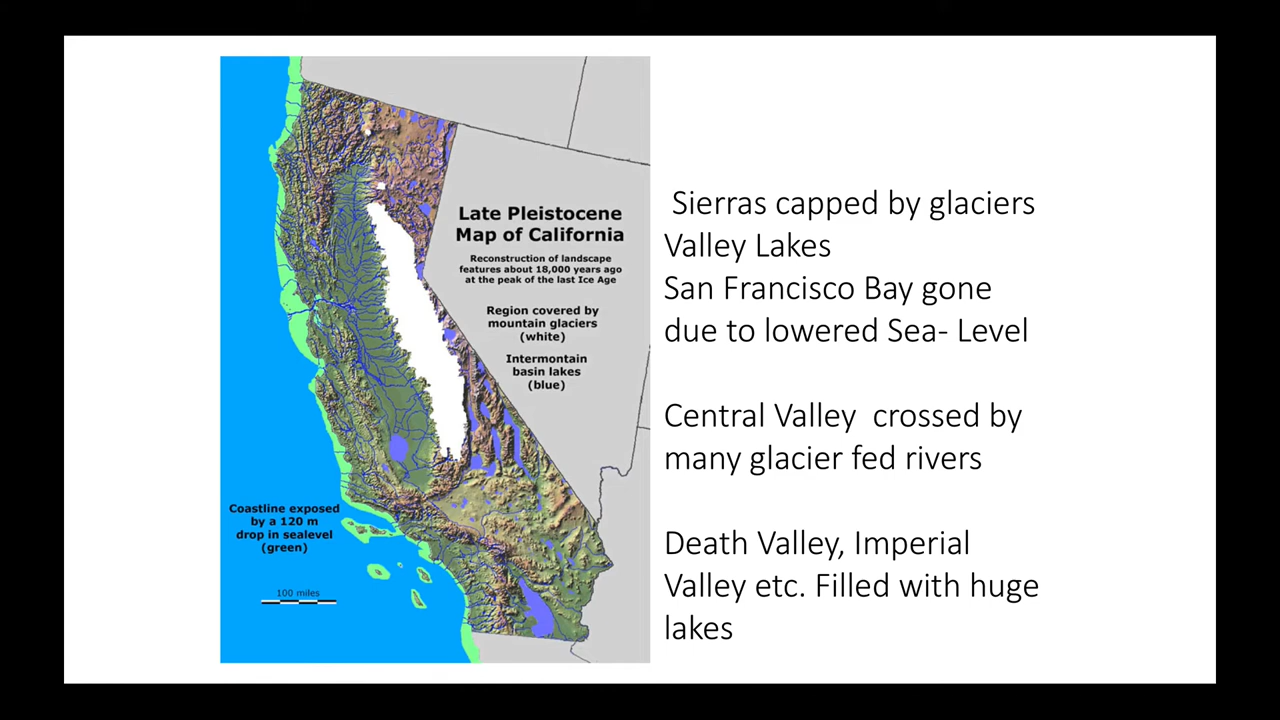 Late Pleistocene
Map of California
Reconstruction of landscape
features about 18,000 years ago
at the peak of the last Ice Age
Region covered by
mountain glaciers
(white)
Intermontain
basin lakes
(blue)
Coastline exposed
by a 120 m
drop in sealevel
(green)
100 miles
Sierras capped by glaciers
Valley Lakes
San Francisco Bay gone
due to lowered Sea- Level
Central Valley crossed by
many glacier fed rivers
Death Valley, Imperial
Valley etc. Filled with huge
lakes